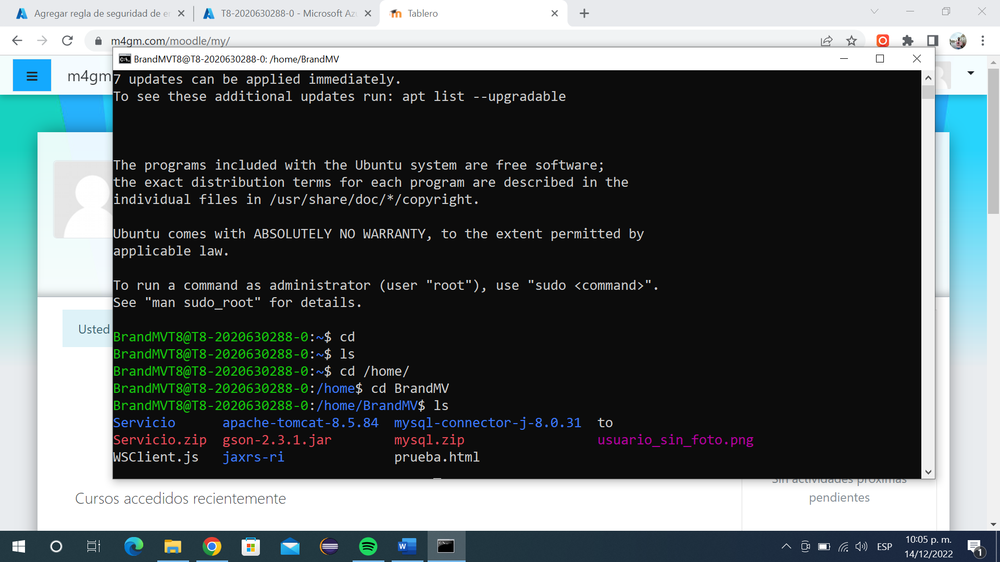 Agregar regla de seguridad de en
T8-2020630288-0 - Microsoft Azu
Tablero
m4gm.com/moodle/my/
BrandMVT8@T8-2020630288-0: /home/BrandMV
m4gm
7 updates can be applied immediately.
To see these additional updates run: apt list --upgradable
The programs included with the Ubuntu system are free software;
the exact distribution terms for each program are described in the
individual files in /usr/share/doc/*/copyright.
Ubuntu comes with ABSOLUTELY NO WARRANTY, to the extent permitted by
applicable law.
To run a command as administrator (user "root"), use "sudo <command>".
See "man sudo_root" for details.
Usted
BrandMVT8@T8-2020630288-0:~$ cd
BrandMVT8@T8-2020630288-0:~$ ls
BrandMVT8@T8-2020630288-0:~$ cd /home/
BrandMVT8@T8-2020630288-0:/home$ cd BrandMV
BrandMVT8@T8-2020630288-0:/home/BrandMV$ ls
Servicio apache-tomcat-8.5.84 mysql-connector-j-8.0.31 to
Servicio.zip gson-2.3.1.jar mysql.zip usuario_sin_foto.png
WSClient.js jaxrs-ri prueba.html
Sin actividades próximas
pendientes
Cursos accedidos recientemente
ESP
10:05 p. m.
14/12/2022
1